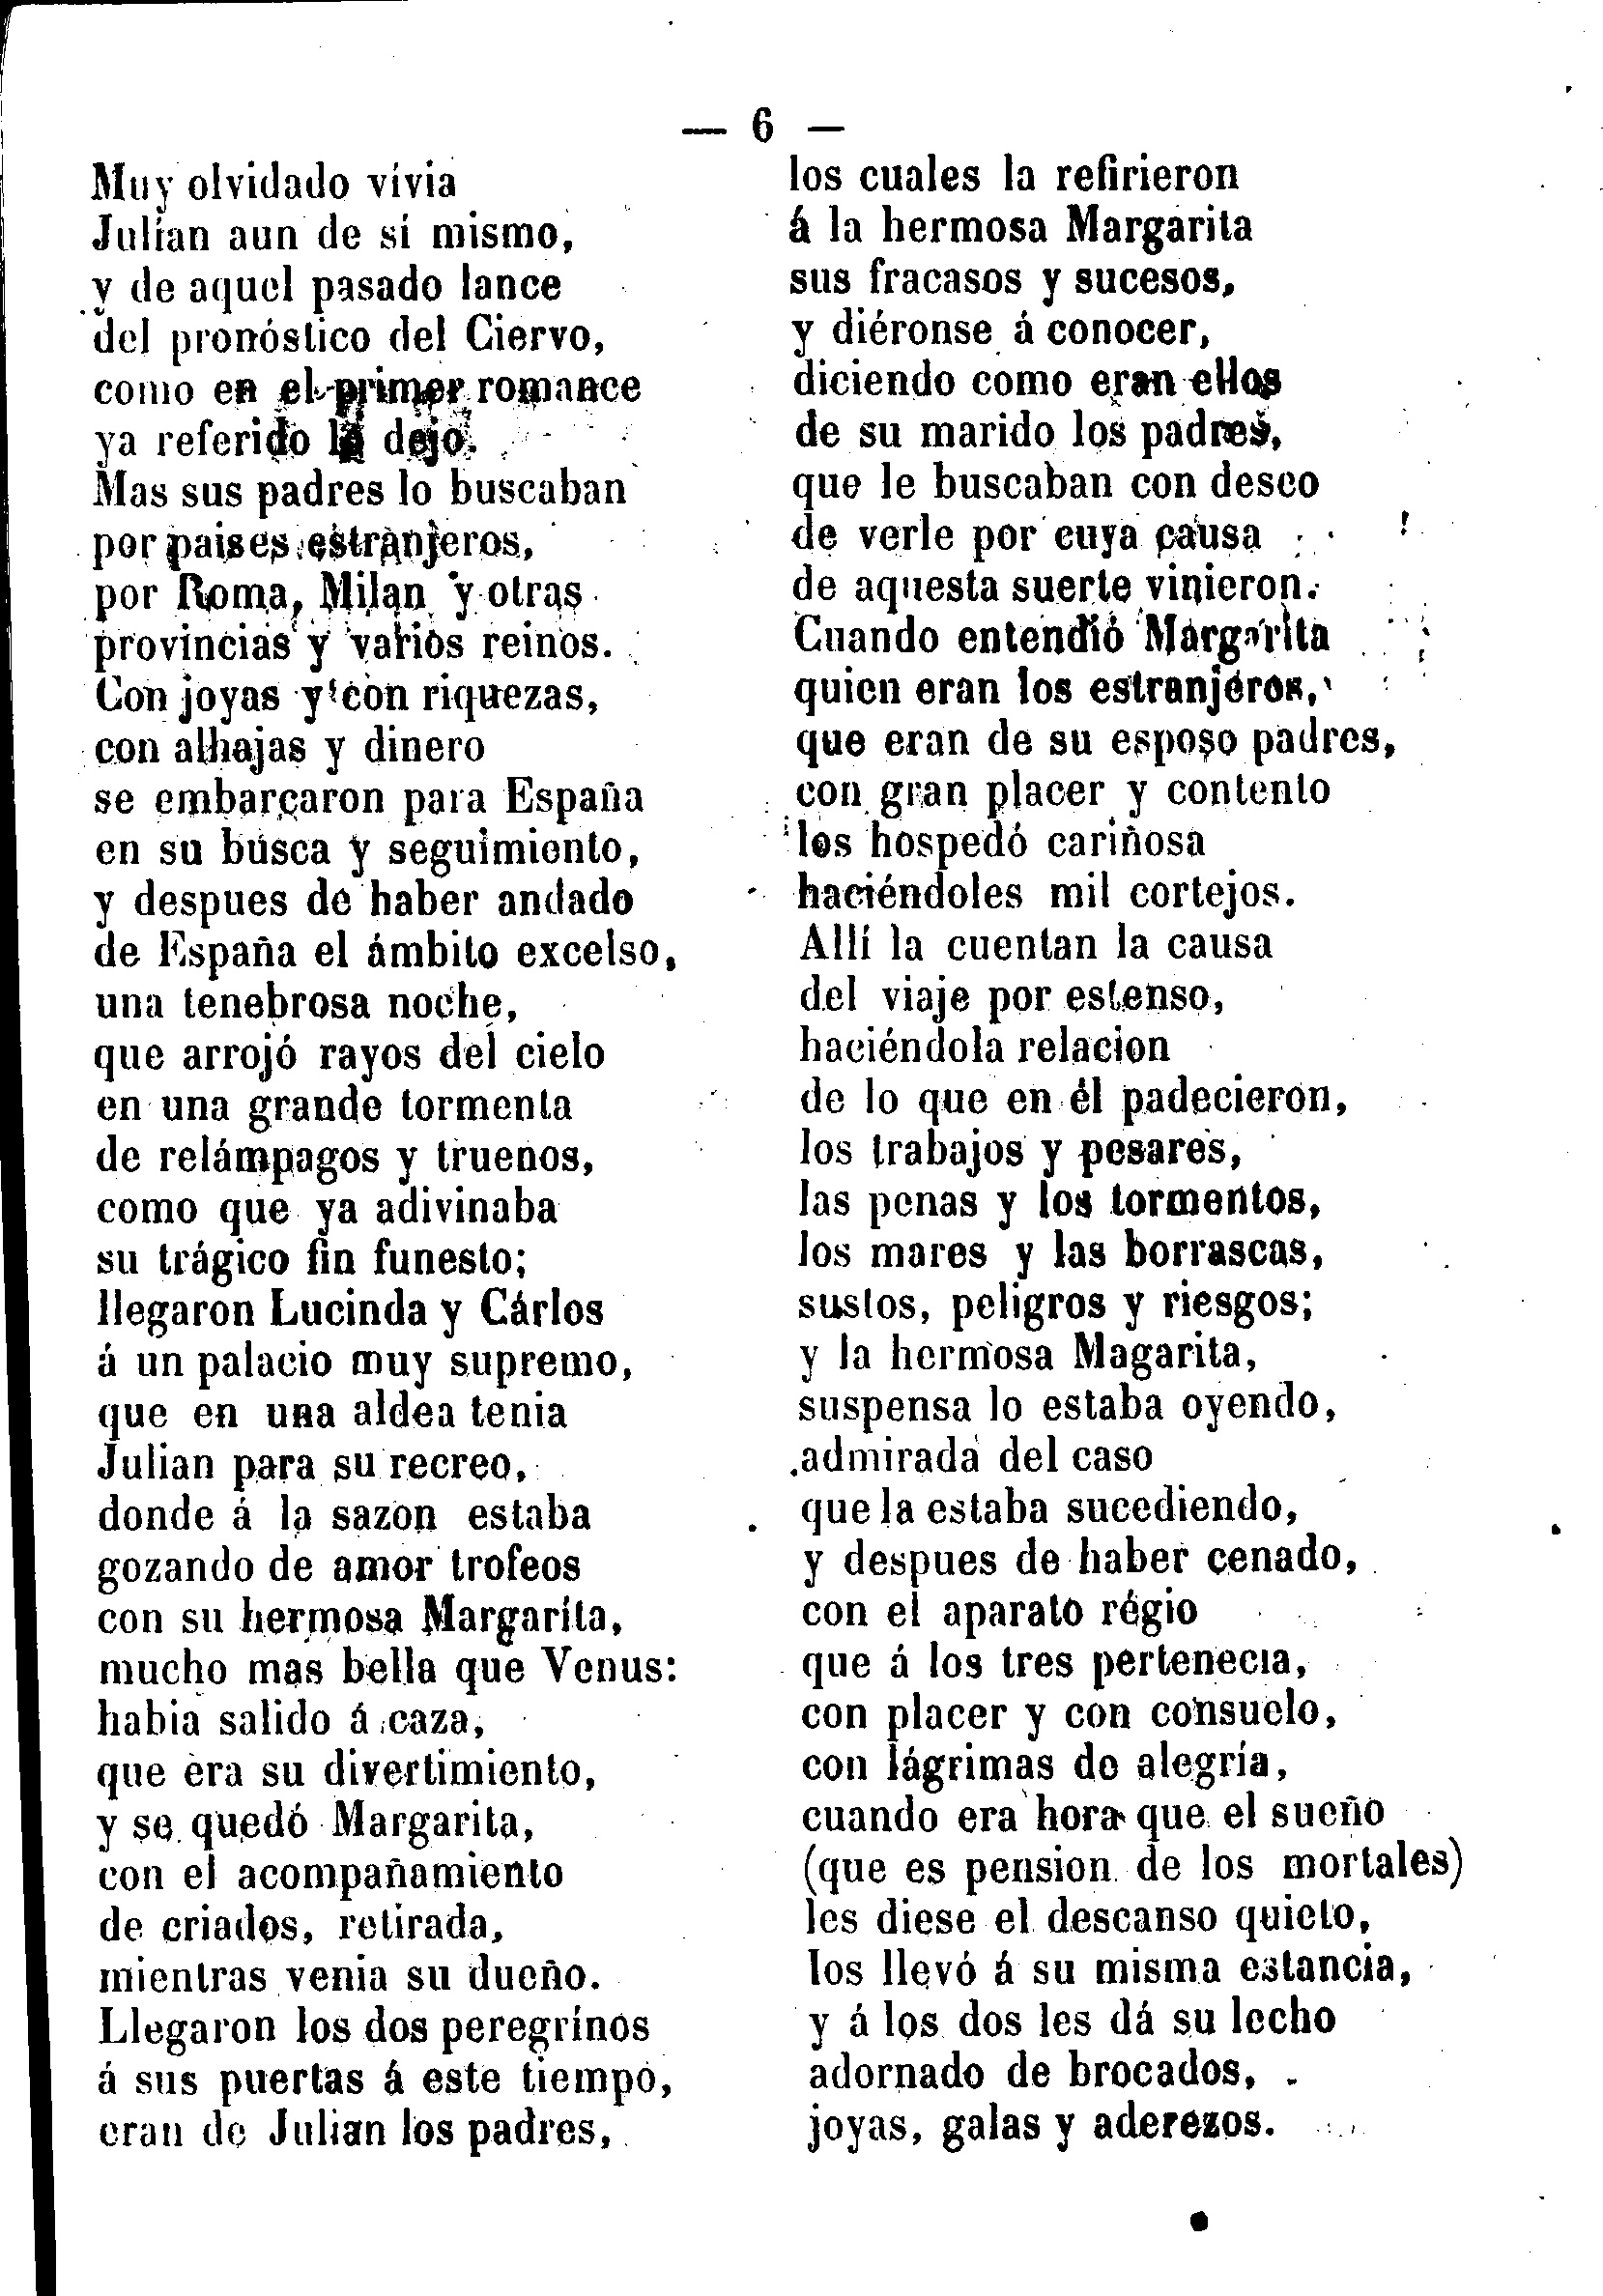 — 6 —
Muy olvidado vívia
Julian aun de sí mismo,
y de aquel pasado lance
del pronóstico del Ciervo,
como en el primer romance
ya referido lo dejo.
Mas sus padres lo buscaban
por paises estranjeros,
por Roma, Milan y otras
provincias y varios reinos.
Con joyas y con riquezas,
con alhajas y dinero
se embarcaron para España
en su busca y seguimiento,
y despues de haber andado
de España el ámbito excelso,
una tenebrosa noche,
que arrojó rayos del cielo
en una grande tormenta
de relámpagos y truenos,
como que ya adivinaba
su trágico fin funesto;
llegaron Lucinda y Cárlos
á un palacio muy supremo,
que en una aldea tenia
Julian para su recreo,
donde á la sazon estaba
gozando de amor trofeos
con su hermosa Margarita,
mucho mas bella que Venus:
habia salido á caza,
que era su divertimiento,
y se quedó Margarita,
con el acompañamiento
de criados, retirada,
mientras venia su dueño.
Llegaron los dos peregrinos
á sus puertas á este tiempo,
eran de Julian los padres,
los cuales la refirieron
á la hermosa Margarita
sus fracasos y sucesos,
y diéronse á conocer,
diciendo como eran ellos
de su marido los padres,
que le buscaban con deseo
de verle por cuya causa
de aquesta suerte vinieron.
Cuando entendió Margarita
quien eran los estranjeros,
que eran de su esposo padres,
con gran placer y contento
los hospedó cariñosa
haciéndoles mil cortejos.
Allí la cuentan la causa
del viaje por estenso,
haciéndola relacion
de lo que en él padecieron,
los trabajos y pesares,
las penas y los tormentos,
los mares y las borrascas,
sustos, peligros y riesgos;
y la hermosa Magarita,
suspensa lo estaba oyendo,
admirada del caso
que la estaba sucediendo,
y despues de haber cenado,
con el aparato régio
que á los tres pertenecia,
con placer y con consuelo,
con lágrimas de alegría,
cuando era hora que el sueño
(que es pension de los mortales)
les diese el descanso quieto,
los llevó á su misma estancia,
y á los dos les dá su lecho
adornado de brocados,
joyas, galas y aderezos.